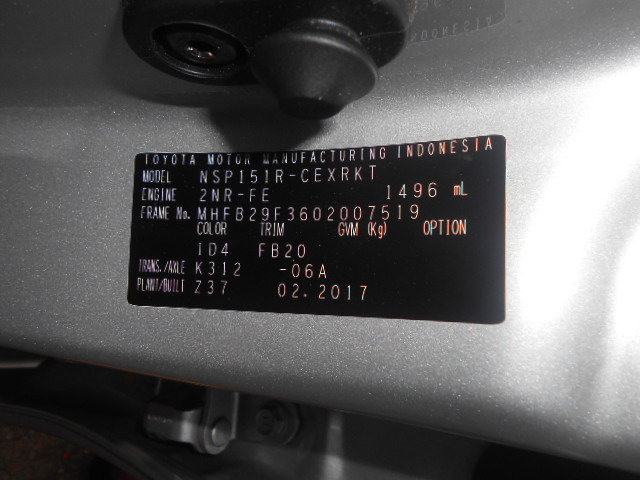 TOYOTA MOTOR MANUFACTURING INDONESIA
MODEL NSP151R-CEXRKT
ENGINE 2NR-FE 1496 mL
FRAME No. MHFB29F3602007519
COLOR TRIM GVM (Kg) OPTION
1D4 FB20
TRANS./AXLE K312 -06A
PLANT/BUILT Z37 02.2017